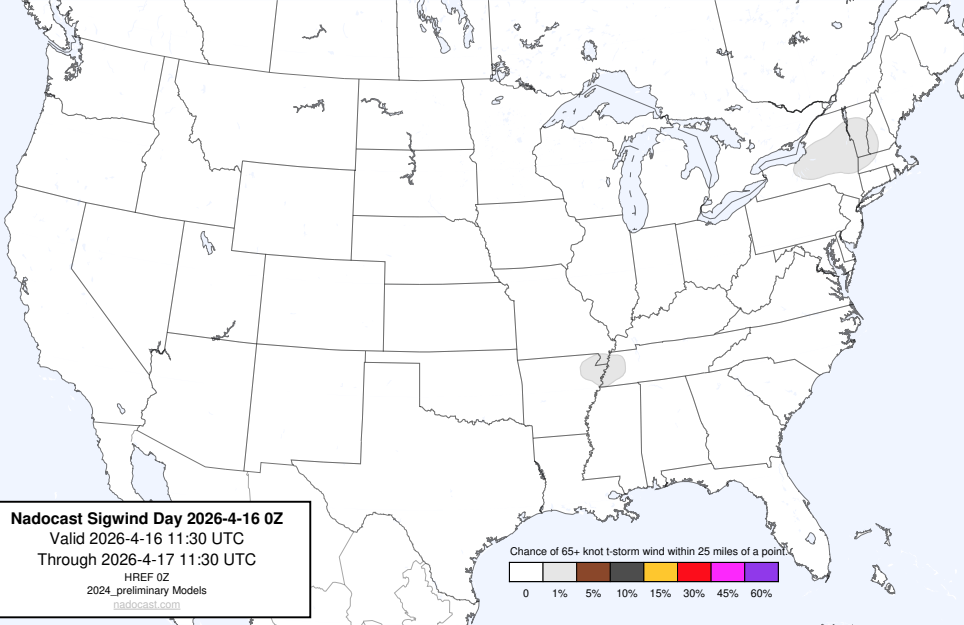 Nadocast Sigwind Day 2026-4-16 0Z
Valid 2026-4-16 11:30 UTC
Through 2026-4-17 11:30 UTC
HREF 0Z
2024_preliminary Models
nadocast.com
Chance of 65+ knot t-storm wind within 25 miles of a point.
0 1% 5% 10% 15% 30% 45% 60%